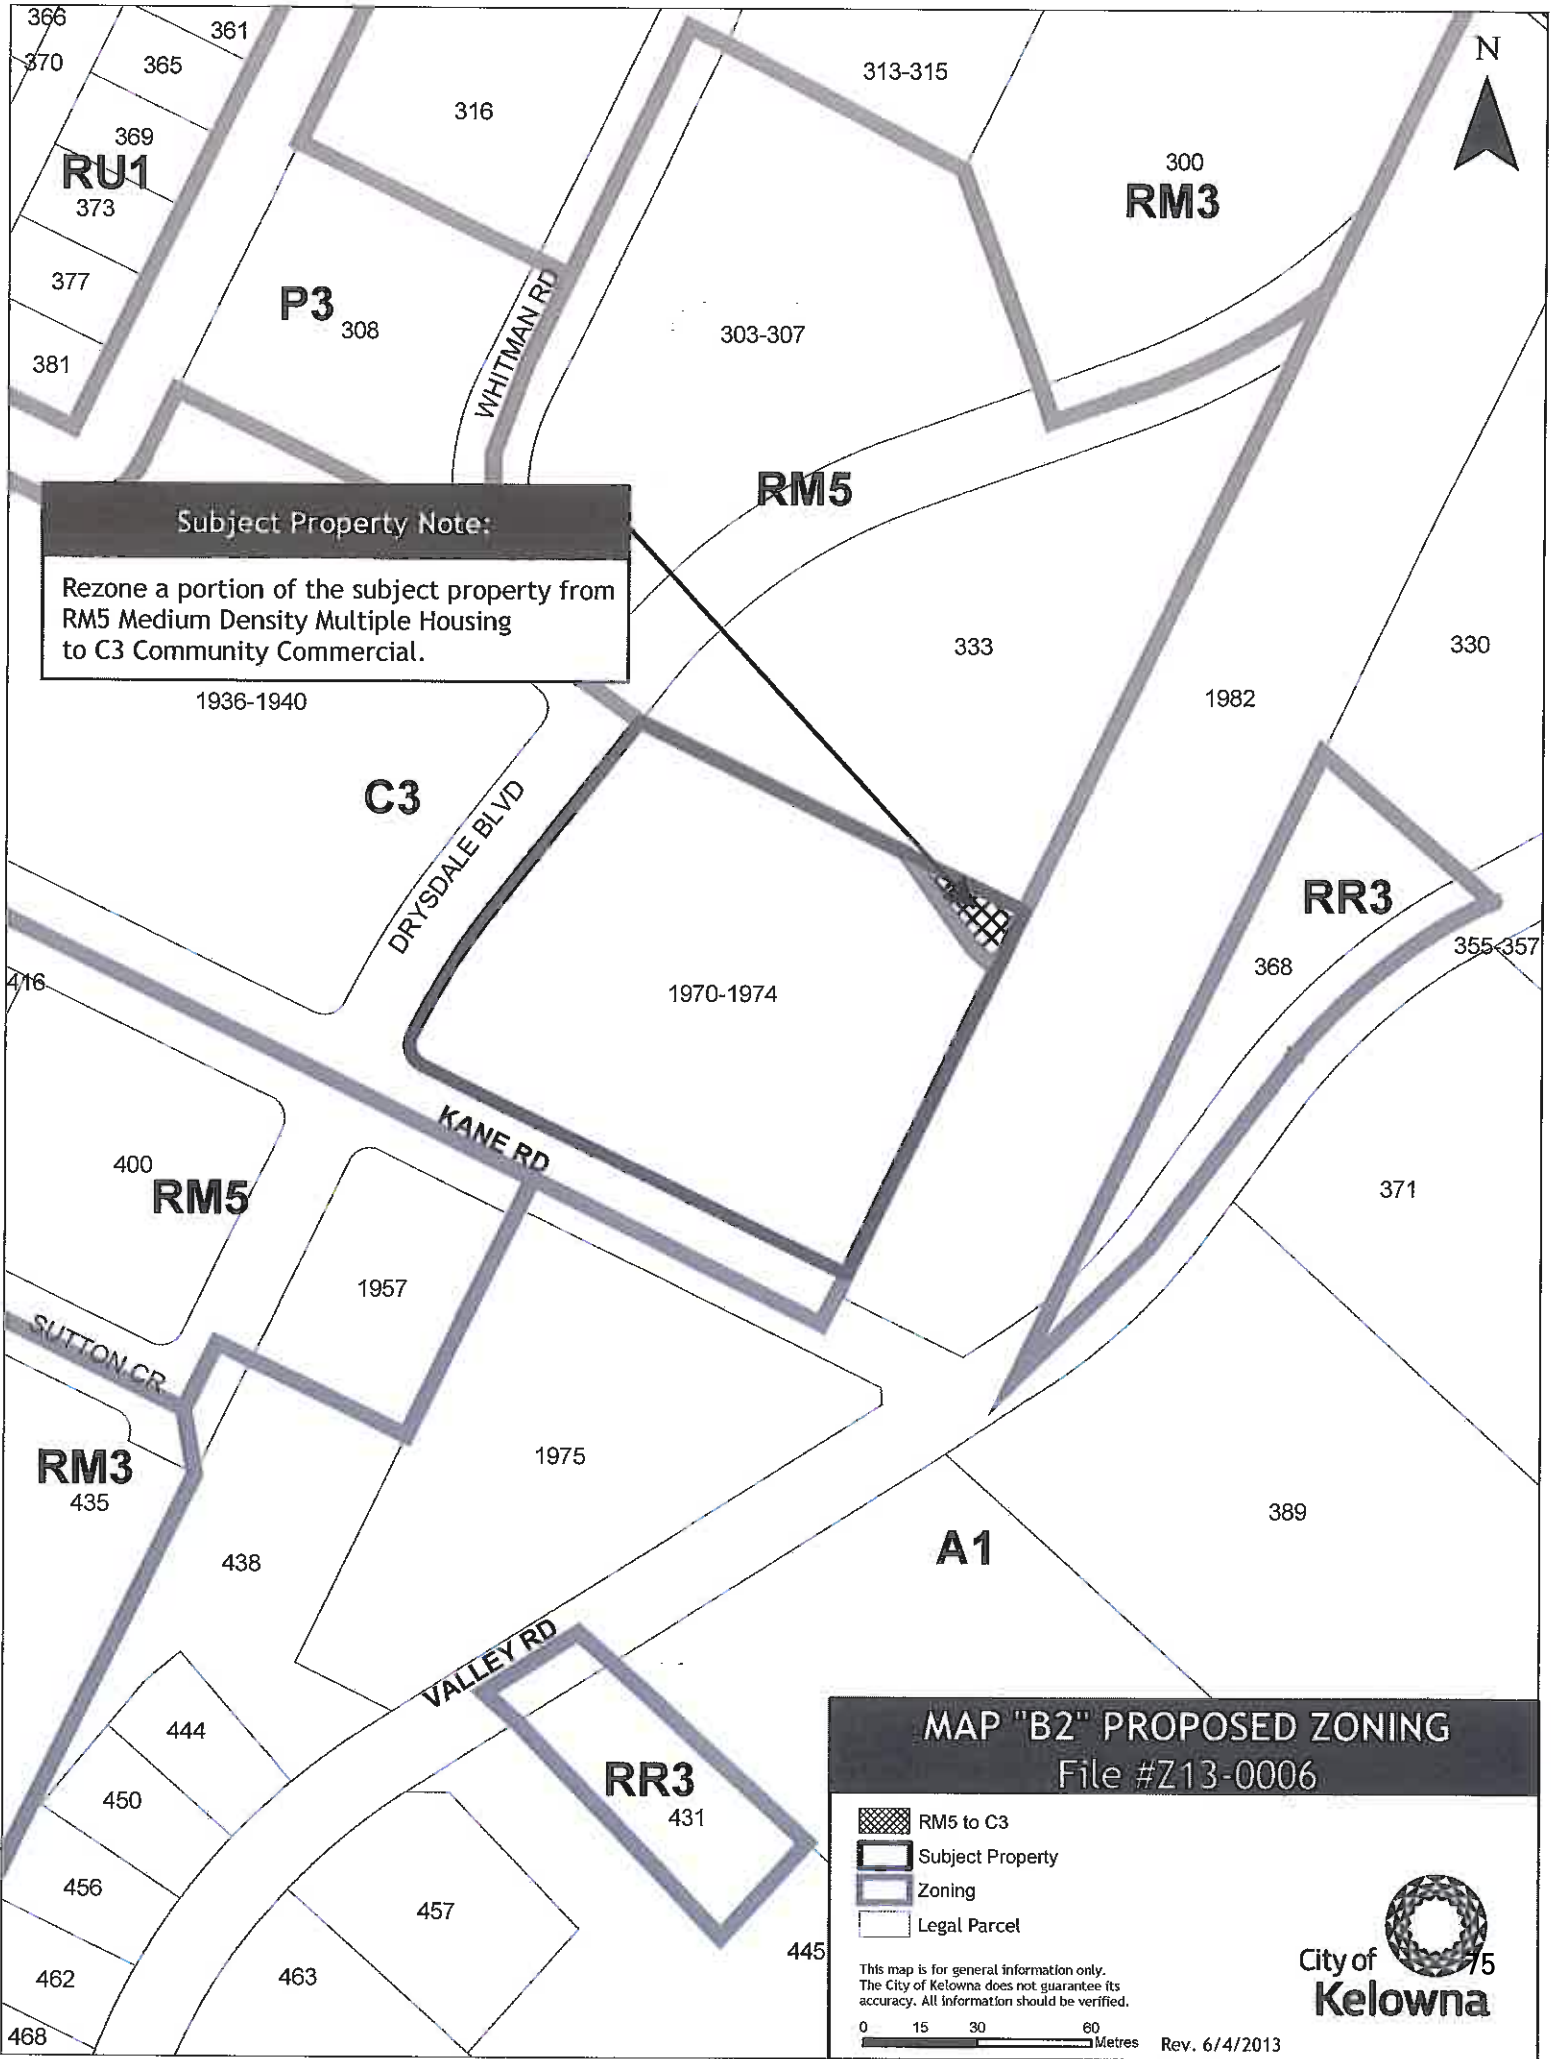 366
361
370
365
316
313-315
N
369
RU1
373
300
RM3
377
P3
308
WHITMAN RD
303-307
381
RM5
Subject Property Note:
Rezone a portion of the subject property from
RM5 Medium Density Multiple Housing
to C3 Community Commercial.
333
330
1936-1940
1982
C3
DRYSDALE BLVD
RR3
355-357
368
416
1970-1974
KANE RD
400
RM5
371
1957
SUTTON CR
1975
RM3
435
389
A1
438
VALLEY RD
444
RR3
431
450
456
457
445
462
463
468
MAP "B2" PROPOSED ZONING
File #Z13-0006
RM5 to C3
Subject Property
Zoning
Legal Parcel
This map is for general information only.
The City of Kelowna does not guarantee its
accuracy. All information should be verified.
0 15 30 60
Metres
Rev. 6/4/2013
City of
Kelowna
75